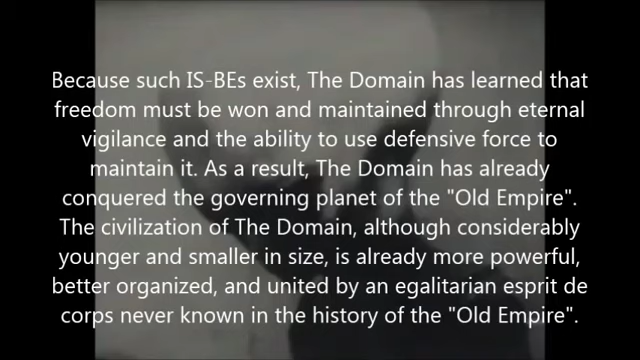 Because such IS-BEs exist, The Domain has learned that
freedom must be won and maintained through eternal
vigilance and the ability to use defensive force to
maintain it. As a result, The Domain has already
conquered the governing planet of the "Old Empire".
The civilization of The Domain, although considerably
younger and smaller in size, is already more powerful,
better organized, and united by an egalitarian esprit de
corps never known in the history of the "Old Empire".